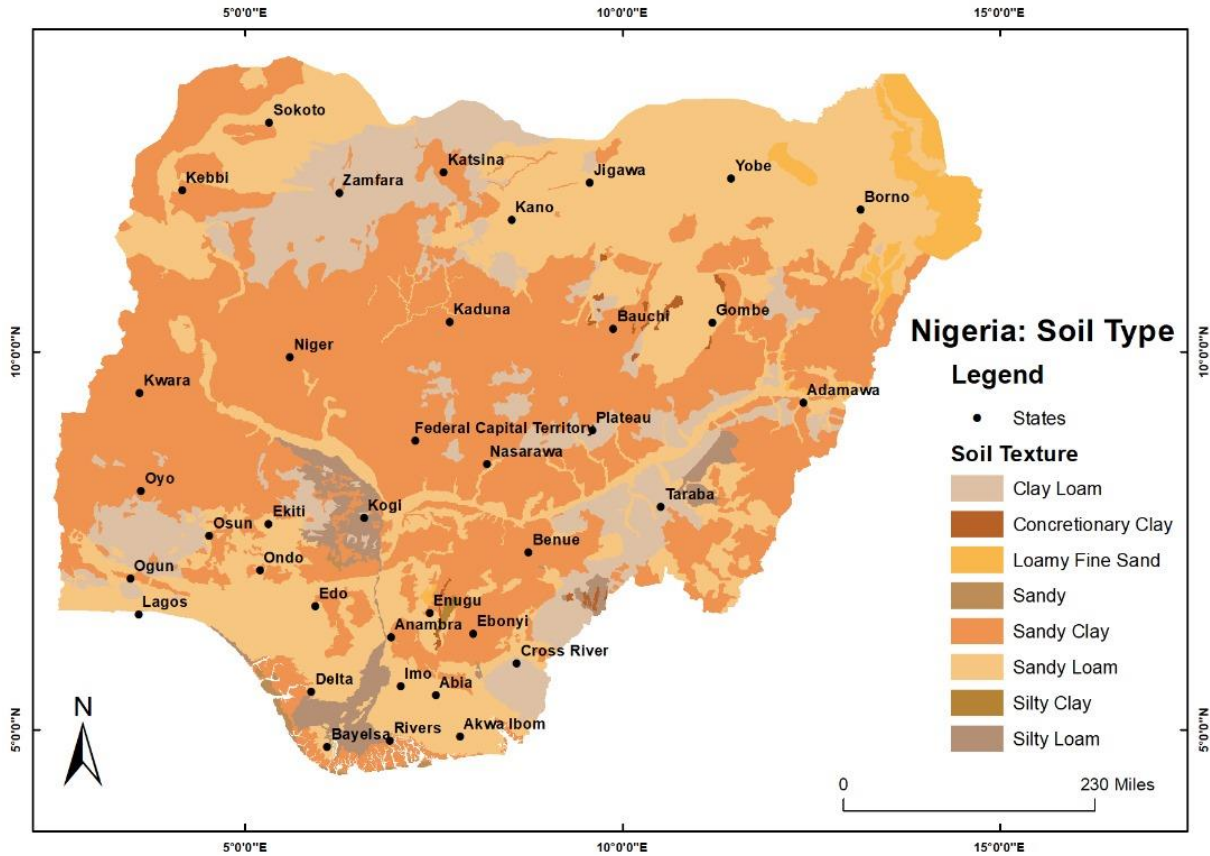 5°0'0"E 10°0'0"E 15°0'0"E
Sokoto
Katsina
Kebbi
Zamfara
Jigawa
Yobe
Kano
Borno
Kaduna
Bauchi
Gombe
Niger
10°0'0"N
10°0'0"N
Kwara
Adamawa
Federal Capital Territory
Plateau
Nasarawa
Oyo
Taraba
Kogi
Ekiti
Osun
Benue
Ondo
Ogun
Lagos
Edo
Enugu
Anambra
Ebonyi
Cross River
Delta
Imo
Abia
Bayelsa
Rivers
Akwa Ibom
5°0'0"N
5°0'0"N
N
Nigeria: Soil Type
Legend
States
Soil Texture
Clay Loam
Concretionary Clay
Loamy Fine Sand
Sandy
Sandy Clay
Sandy Loam
Silty Clay
Silty Loam
0 230 Miles
5°0'0"E 10°0'0"E 15°0'0"E